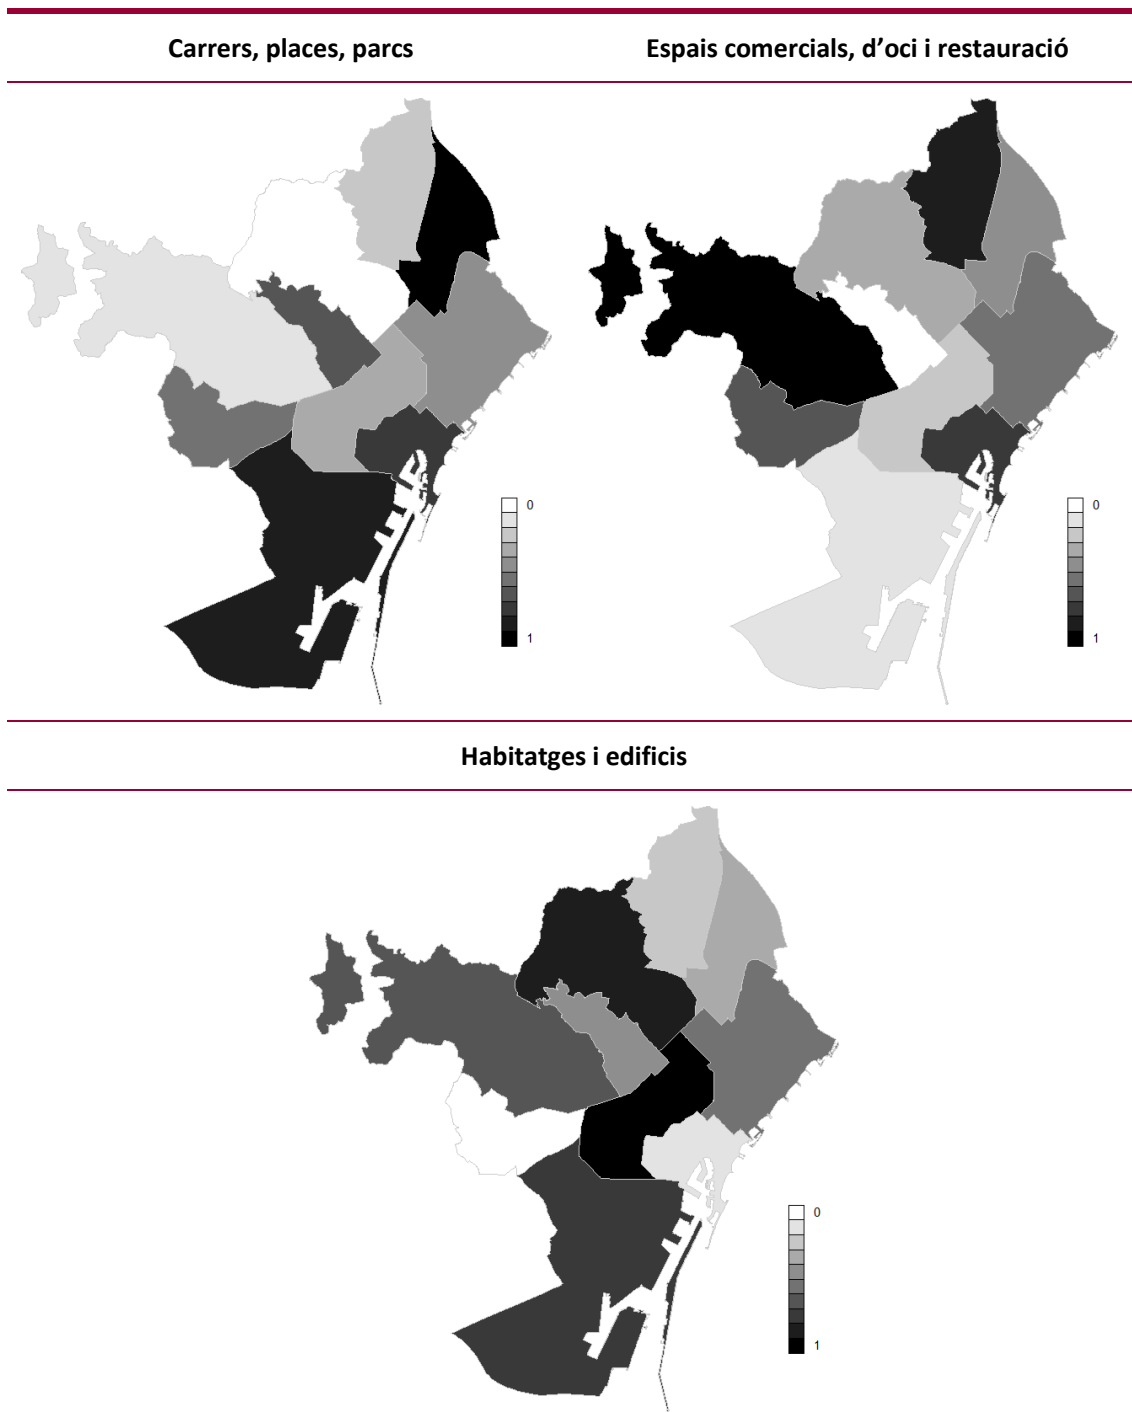 Carrers, places, parcs
Espais comercials, d’oci i restauració
0
1
0
1
Habitatges i edificis
0
1